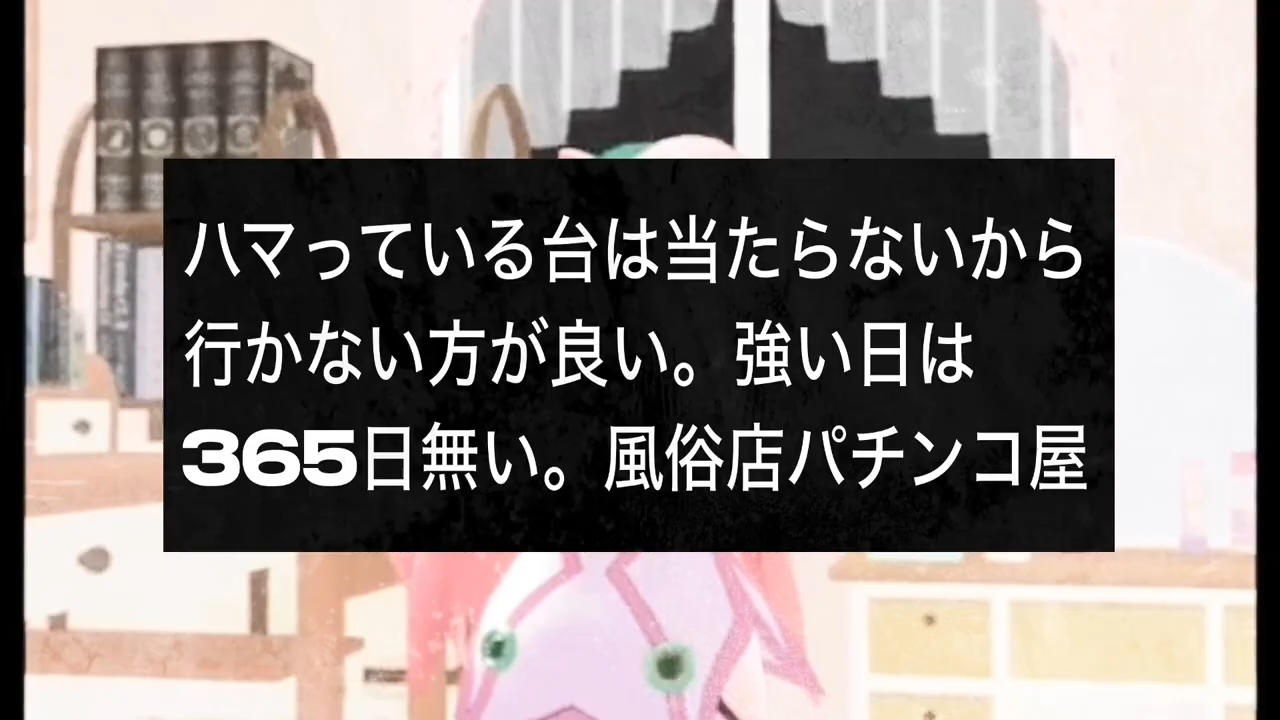 ハマっている台は当たらないから
行かない方が良い。強い日は
365日無い。風俗店パチンコ屋